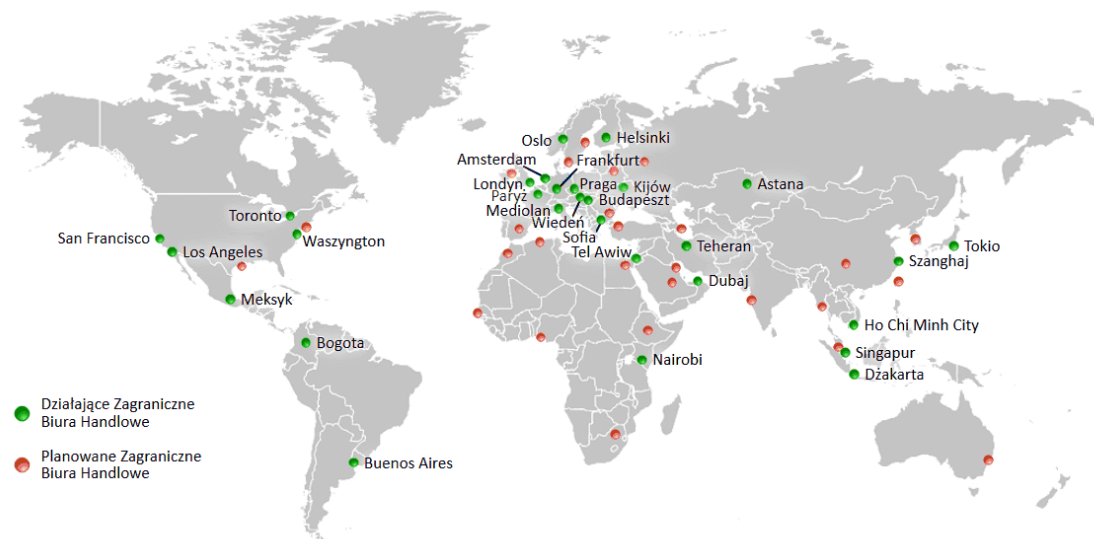 Oslo
Helsinki
Amsterdam
Frankfurt
Londyn
Praga
Kijów
Astana
Paryż
Budapeszt
Mediolan
Wiedeń
Toronto
Sofia
San Francisco
Waszyngton
Los Angeles
Tel Awiw
Teheran
Tokio
Szanghaj
Dubaj
Meksyk
Ho Chi Minh City
Bogota
Nairobi
Singapur
Dżakarta
Działające Zagraniczne
Biura Handlowe
Planowane Zagraniczne
Biura Handlowe
Buenos Aires